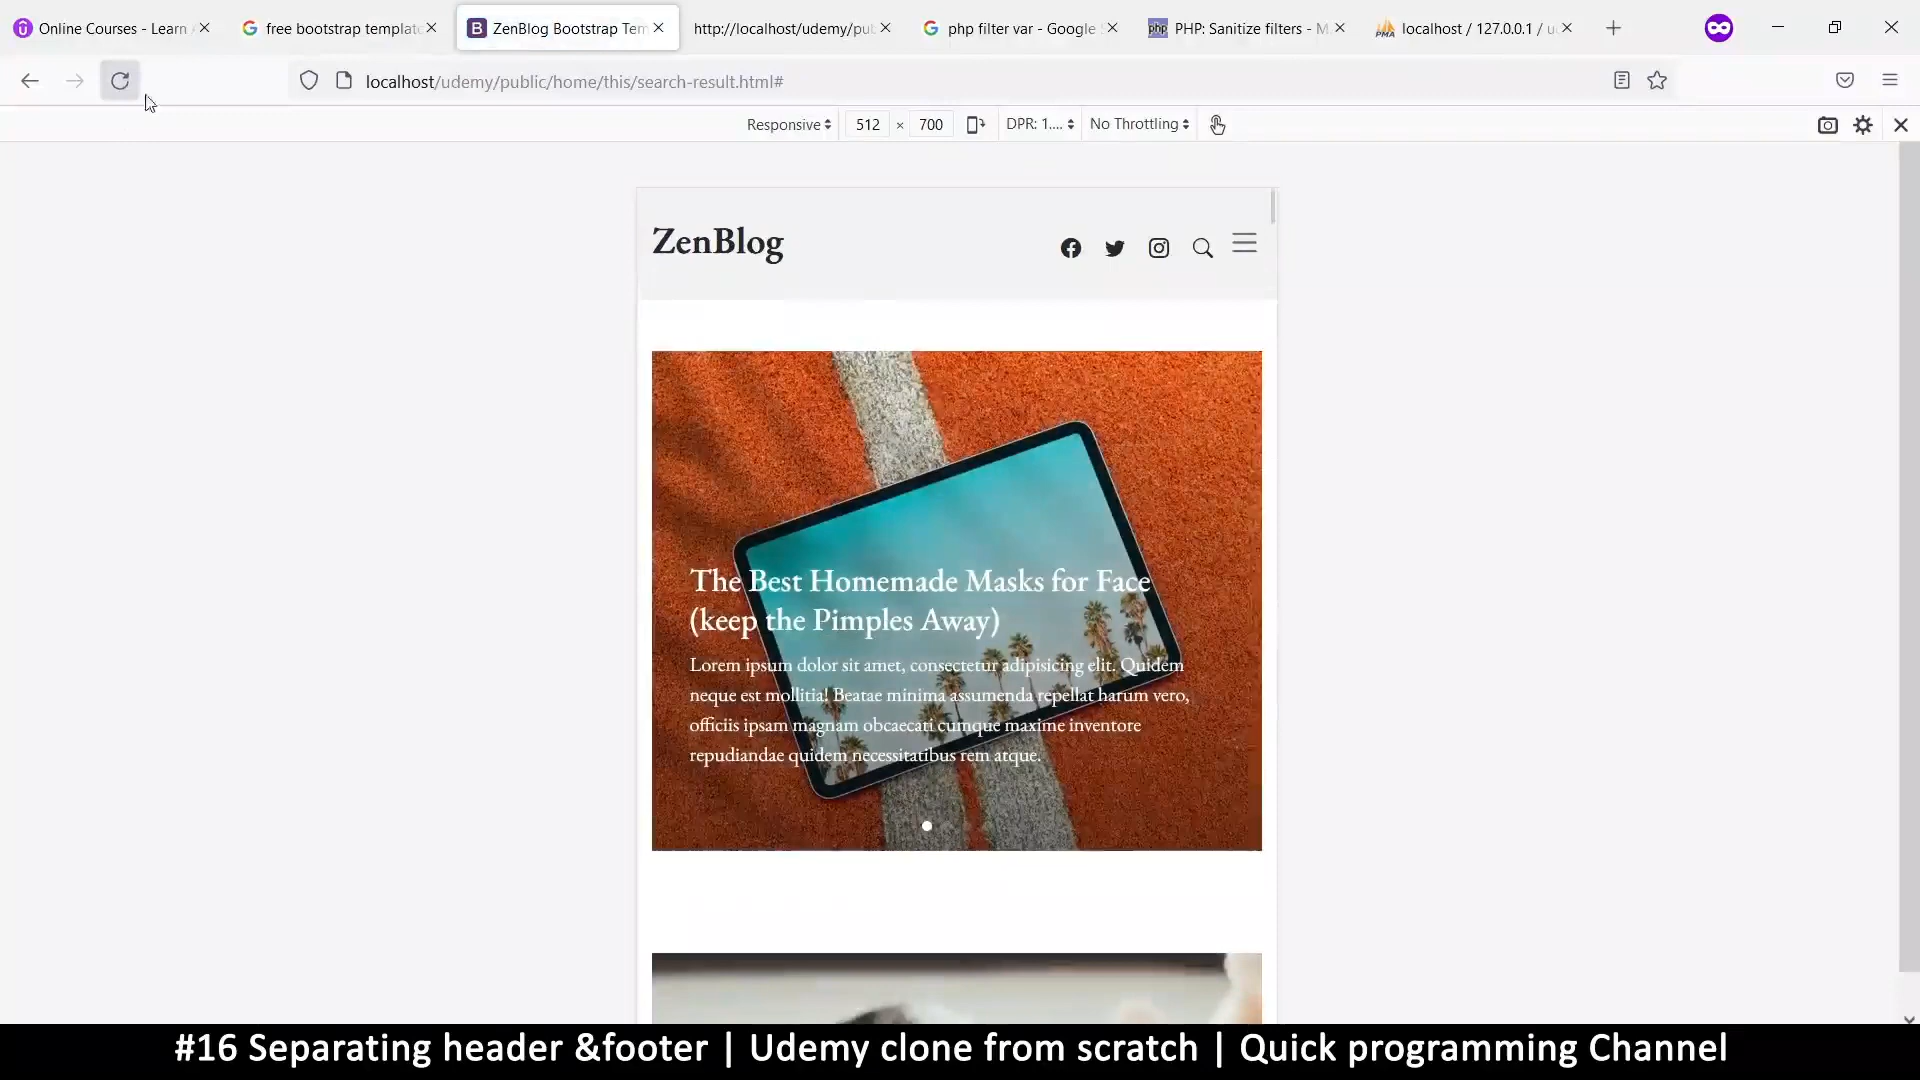 Online Courses - Learn A
free bootstrap template
ZenBlog Bootstrap Tem
http://localhost/udemy/pub
php filter var - Google S
PHP: Sanitize filters - M
localhost / 127.0.0.1 / u
localhost/udemy/public/home/this/search-result.html#
Responsive 512 × 700 DPR: 1.... No Throttling
ZenBlog
The Best Homemade Masks for Face
(keep the Pimples Away)
Lorem ipsum dolor sit amet, consectetur adipisicing elit. Quidem
neque est mollitia! Beatae minima assumenda repellat harum vero,
officiis ipsam magnam obcaecati cumque maxime inventore
repudiandae quidem necessitatibus rem atque.
#16 Separating header &footer | Udemy clone from scratch | Quick programming Channel